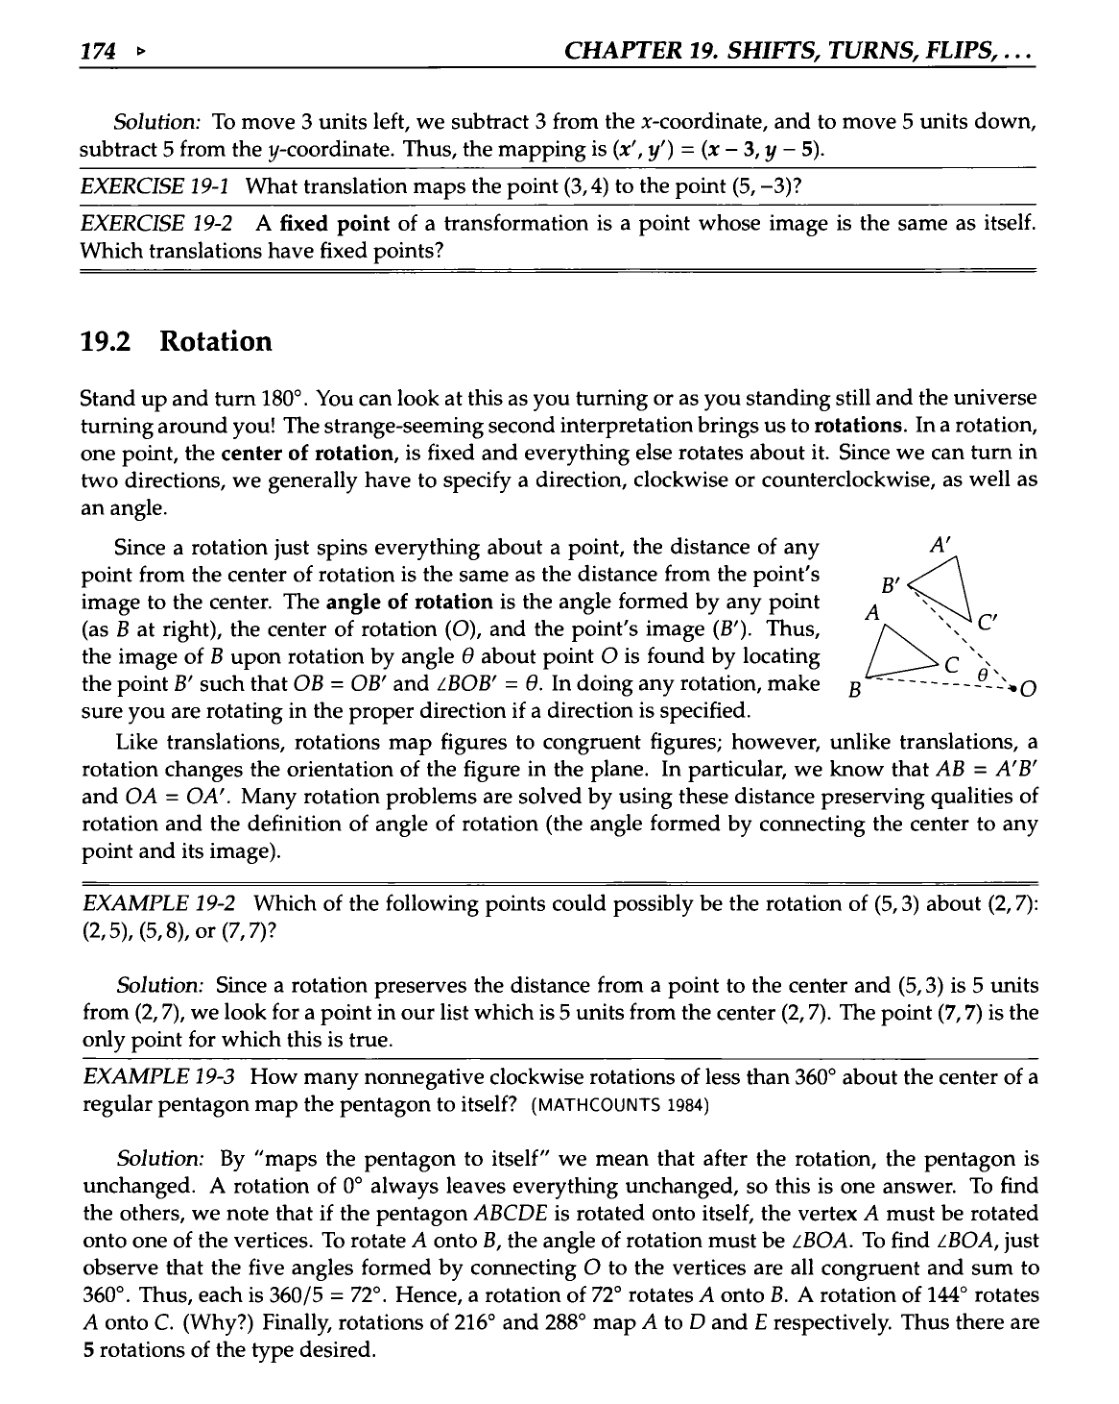 174 ▹ CHAPTER 19. SHIFTS, TURNS, FLIPS, . . .
Solution: To move 3 units left, we subtract 3 from the x-coordinate, and to move 5 units down,
subtract 5 from the y-coordinate. Thus, the mapping is (x′, y′) = (x − 3, y − 5).
EXERCISE 19-1 What translation maps the point (3, 4) to the point (5, −3)?
EXERCISE 19-2 A fixed point of a transformation is a point whose image is the same as itself.
Which translations have fixed points?
19.2 Rotation
Stand up and turn 180°. You can look at this as you turning or as you standing still and the universe
turning around you! The strange-seeming second interpretation brings us to rotations. In a rotation,
one point, the center of rotation, is fixed and everything else rotates about it. Since we can turn in
two directions, we generally have to specify a direction, clockwise or counterclockwise, as well as
an angle.
Since a rotation just spins everything about a point, the distance of any
point from the center of rotation is the same as the distance from the point's
image to the center. The angle of rotation is the angle formed by any point
(as B at right), the center of rotation (O), and the point's image (B′). Thus,
the image of B upon rotation by angle θ about point O is found by locating
the point B′ such that OB = OB′ and ∠BOB′ = θ. In doing any rotation, make
sure you are rotating in the proper direction if a direction is specified.
A′
B′
A
C′
C
θ
B
O
Like translations, rotations map figures to congruent figures; however, unlike translations, a
rotation changes the orientation of the figure in the plane. In particular, we know that AB = A′B′
and OA = OA′. Many rotation problems are solved by using these distance preserving qualities of
rotation and the definition of angle of rotation (the angle formed by connecting the center to any
point and its image).
EXAMPLE 19-2 Which of the following points could possibly be the rotation of (5, 3) about (2, 7):
(2, 5), (5, 8), or (7, 7)?
Solution: Since a rotation preserves the distance from a point to the center and (5, 3) is 5 units
from (2, 7), we look for a point in our list which is 5 units from the center (2, 7). The point (7, 7) is the
only point for which this is true.
EXAMPLE 19-3 How many nonnegative clockwise rotations of less than 360° about the center of a
regular pentagon map the pentagon to itself? (MATHCOUNTS 1984)
Solution: By "maps the pentagon to itself" we mean that after the rotation, the pentagon is
unchanged. A rotation of 0° always leaves everything unchanged, so this is one answer. To find
the others, we note that if the pentagon ABCDE is rotated onto itself, the vertex A must be rotated
onto one of the vertices. To rotate A onto B, the angle of rotation must be ∠BOA. To find ∠BOA, just
observe that the five angles formed by connecting O to the vertices are all congruent and sum to
360°. Thus, each is 360/5 = 72°. Hence, a rotation of 72° rotates A onto B. A rotation of 144° rotates
A onto C. (Why?) Finally, rotations of 216° and 288° map A to D and E respectively. Thus there are
5 rotations of the type desired.